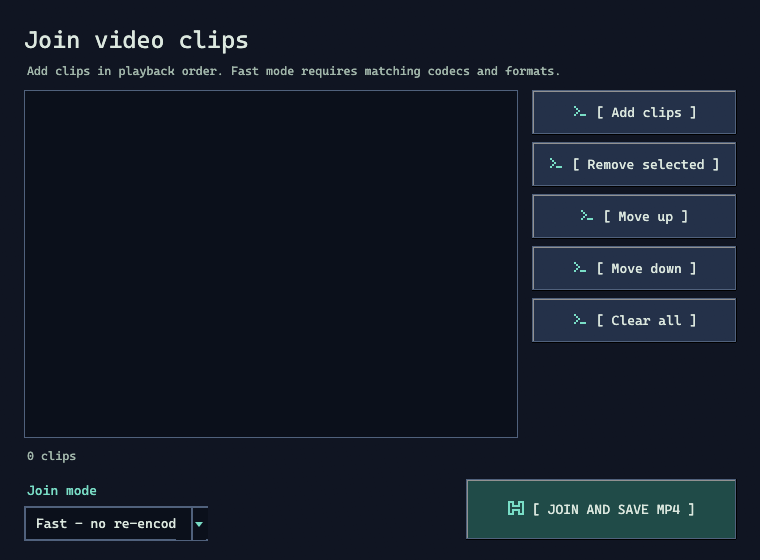 Join video clips
Add clips in playback order. Fast mode requires matching codecs and formats.
[ Add clips ]
[ Remove selected ]
[ Move up ]
[ Move down ]
[ Clear all ]
0 clips
Join mode
Fast — no re-encod
[ JOIN AND SAVE MP4 ]